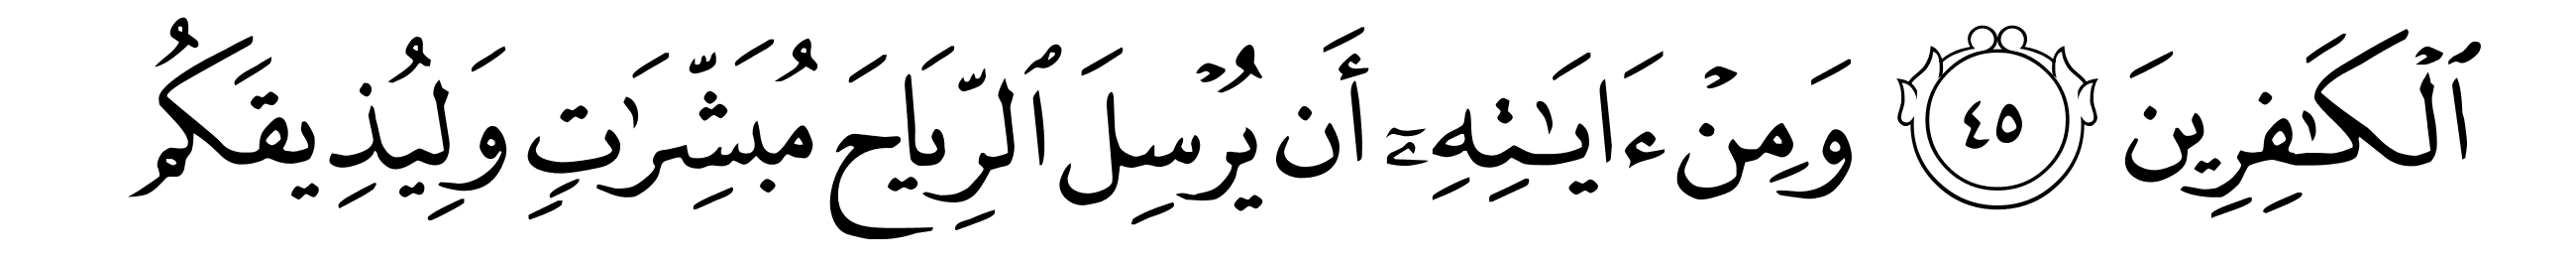 ٱلۡكَـٰفِرِينَ ٤٥ وَمِنۡ ءَايَـٰتِهِۦٓ أَن يُرۡسِلَ ٱلرِّيَاحَ مُبَشِّرَٰتٖ وَلِيُذِيقَكُم